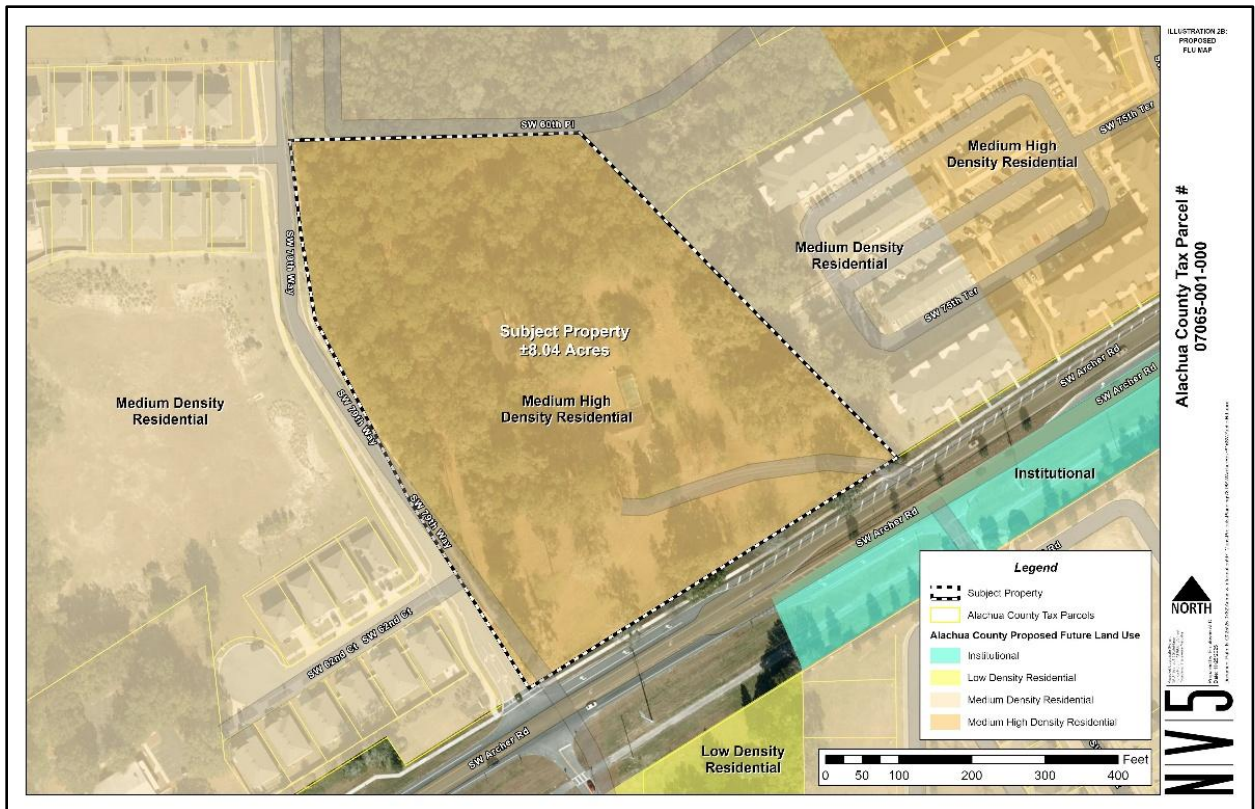 ILLUSTRATION 2B:
PROPOSED
FLU MAP
Alachua County Tax Parcel #
07065-001-000
SW 60th Pl
SW 75th Ter
Medium High
Density Residential
Medium Density
Residential
SW 75th Ter
SW 79th Way
Subject Property
±8.04 Acres
Medium High
Density Residential
SW Archer Rd
SW Archer Rd
SW 79th Way
Medium Density
Residential
Institutional
SW 79th Way
SW Archer Rd
Rd
SW 62nd Ct SW 62nd Ct
SW Archer Rd
Low Density
Residential
Legend
Subject Property
Alachua County Tax Parcels
Alachua County Proposed Future Land Use
Institutional
Low Density Residential
Medium Density Residential
Medium High Density Residential
Feet
0 50 100 200 300 400
NORTH
N|V|5